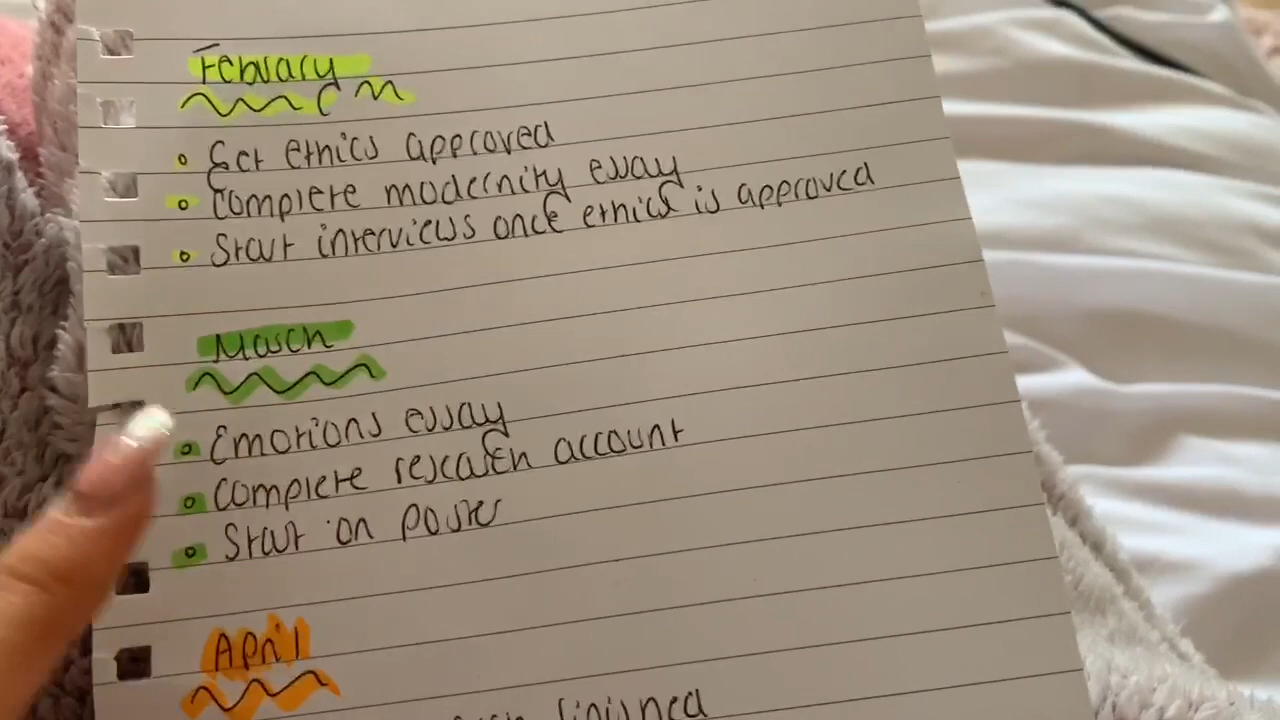 February
Get ethics approved
Complete modernity essay
Start interviews once ethics is approved
March
Emotions essay
Complete research account
Start on poster
April
finished